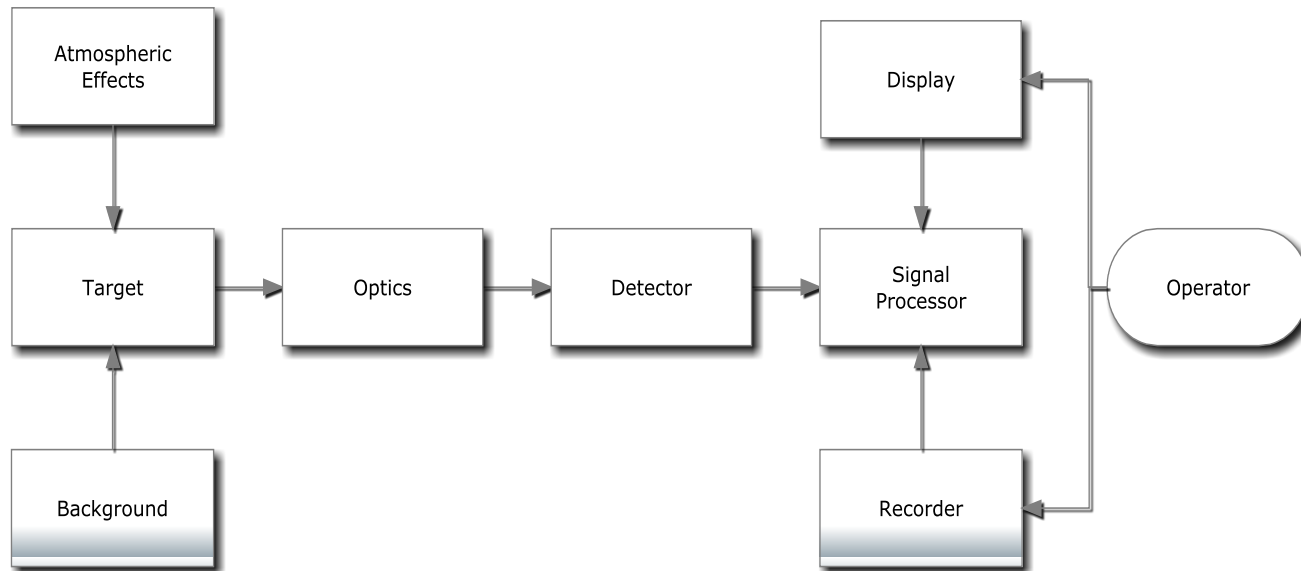 Atmospheric
Effects
Display
Target
Optics
Detector
Signal
Processor
Operator
Background
Recorder